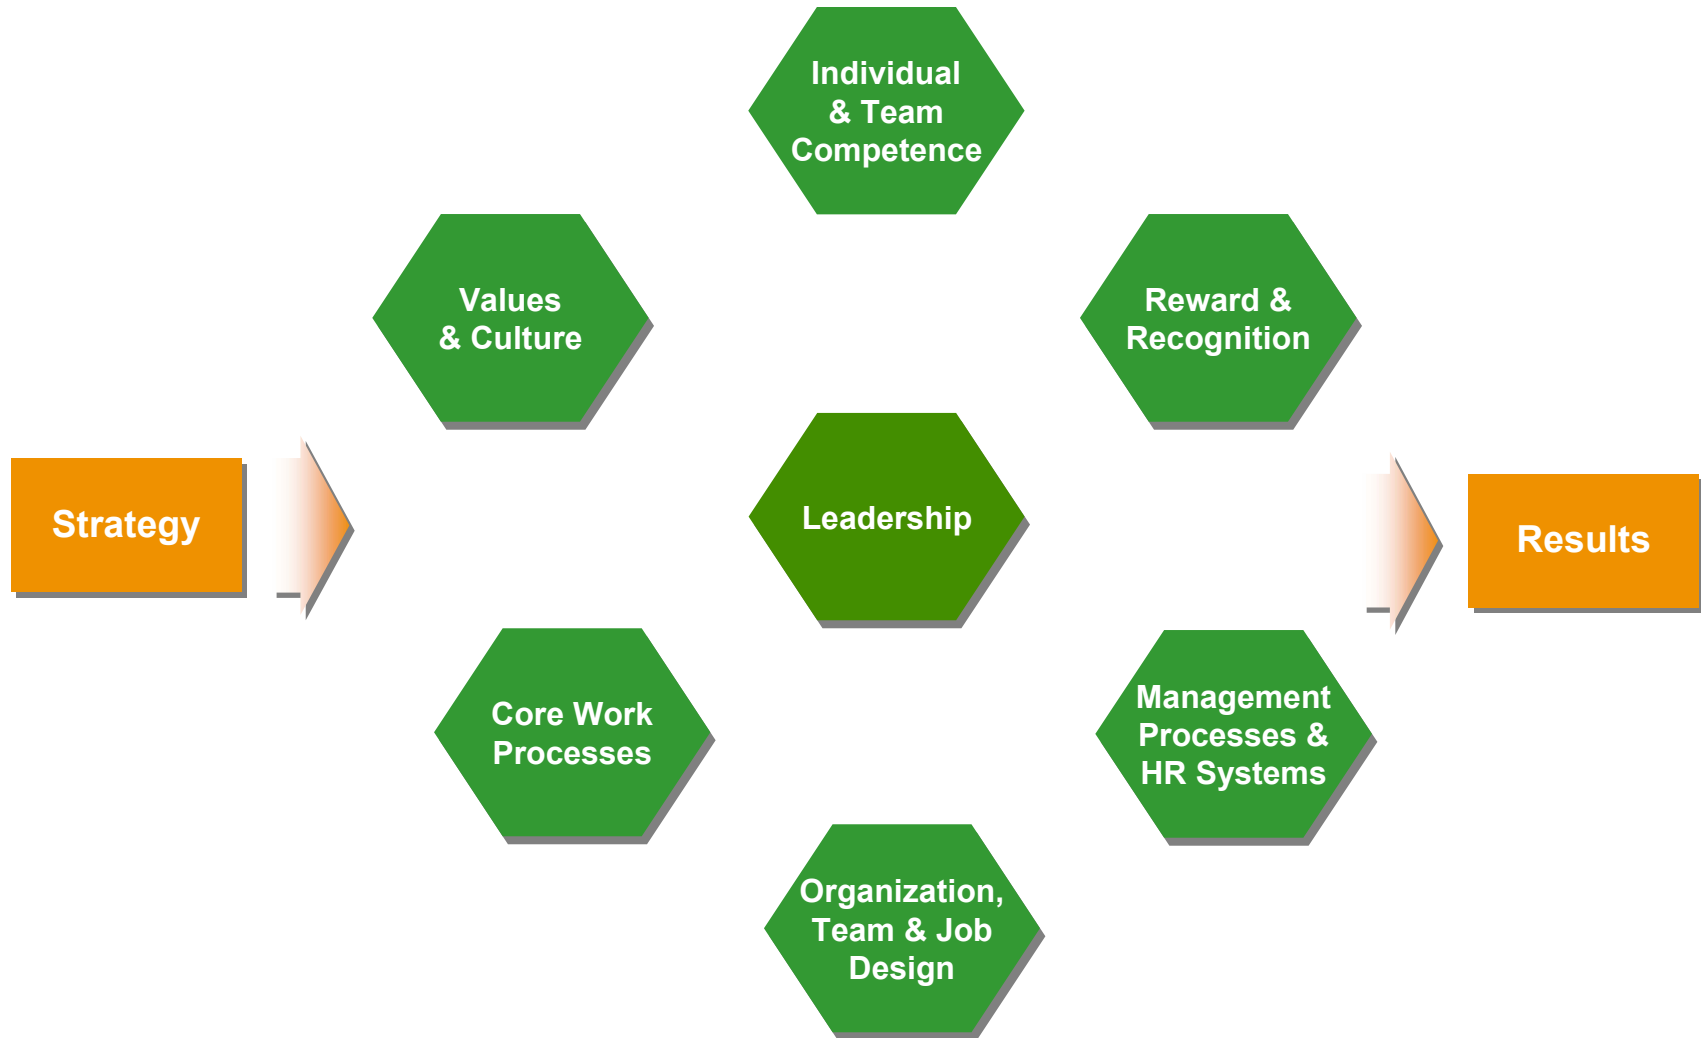 Individual
& Team
Competence
Values
& Culture
Reward &
Recognition
Strategy
Leadership
Results
Core Work
Processes
Management
Processes &
HR Systems
Organization,
Team & Job
Design